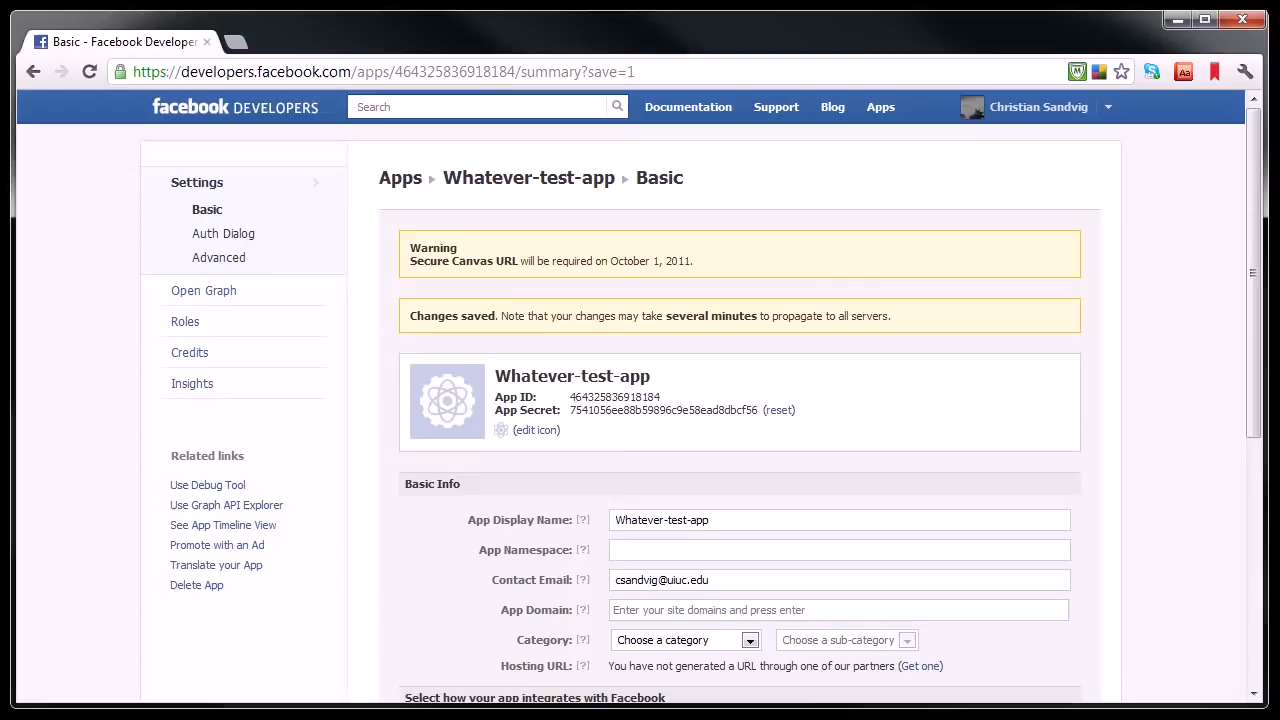 Basic - Facebook Developer
https://developers.facebook.com/apps/464325836918184/summary?save=1
facebook DEVELOPERS
Search
Documentation
Support
Blog
Apps
Christian Sandvig
Settings
Basic
Auth Dialog
Advanced
Open Graph
Roles
Credits
Insights
Related links
Use Debug Tool
Use Graph API Explorer
See App Timeline View
Promote with an Ad
Translate your App
Delete App
Apps ▸ Whatever-test-app ▸ Basic
Warning
Secure Canvas URL will be required on October 1, 2011.
Changes saved. Note that your changes may take several minutes to propagate to all servers.
Whatever-test-app
App ID: 464325836918184
App Secret: 7541056ee88b59896c9e58ead8dbcf56 (reset)
(edit icon)
Basic Info
App Display Name: [?] Whatever-test-app
App Namespace: [?]
Contact Email: [?] csandvig@uiuc.edu
App Domain: [?] Enter your site domains and press enter
Category: [?] Choose a category Choose a sub-category
Hosting URL: [?] You have not generated a URL through one of our partners (Get one)
Select how your app integrates with Facebook